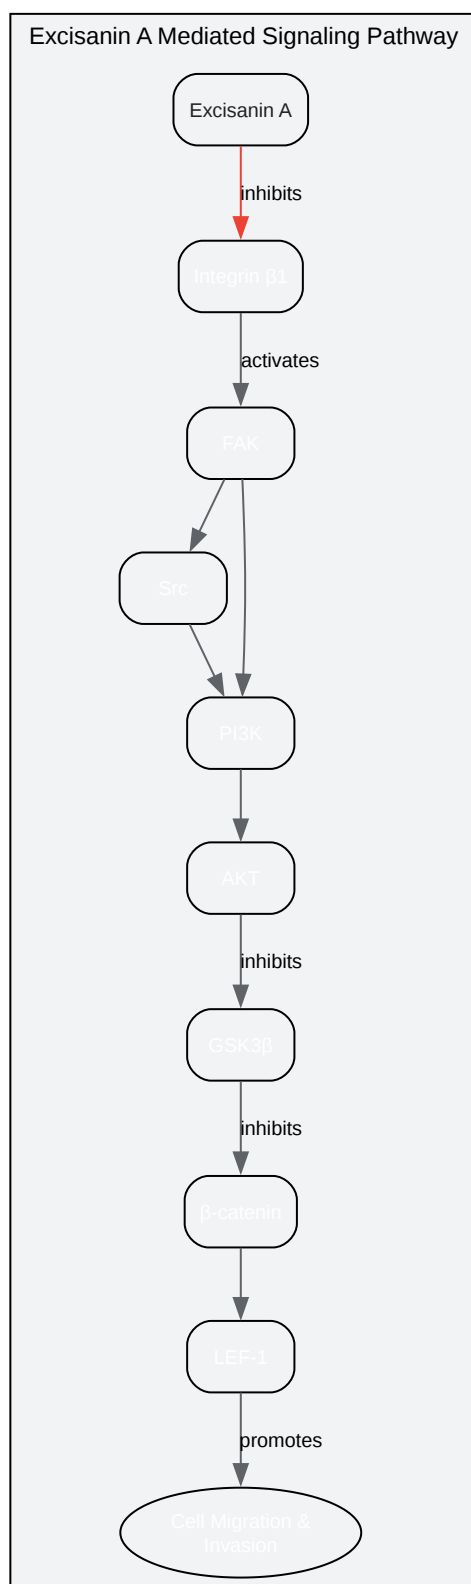 Excisanin A Mediated Signaling Pathway
Excisanin A
inhibits
Integrin β1
activates
FAK
Src
PI3K
AKT
inhibits
GSK3β
inhibits
β-catenin
LEF-1
promotes
Cell Migration &
Invasion